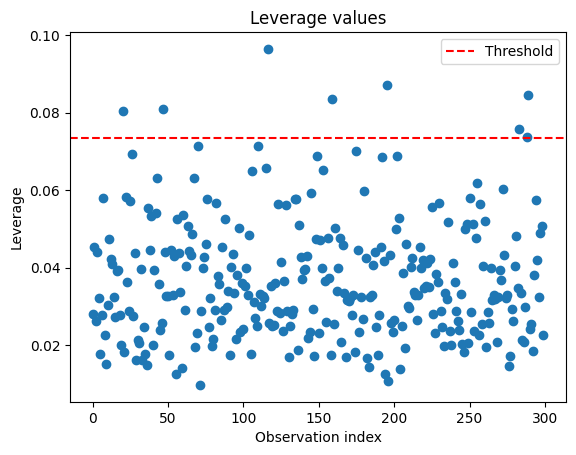 Leverage values
0.10
Threshold
0.08
0.06
Leverage
0.04
0.02
0 50 100 150 200 250 300
Observation index